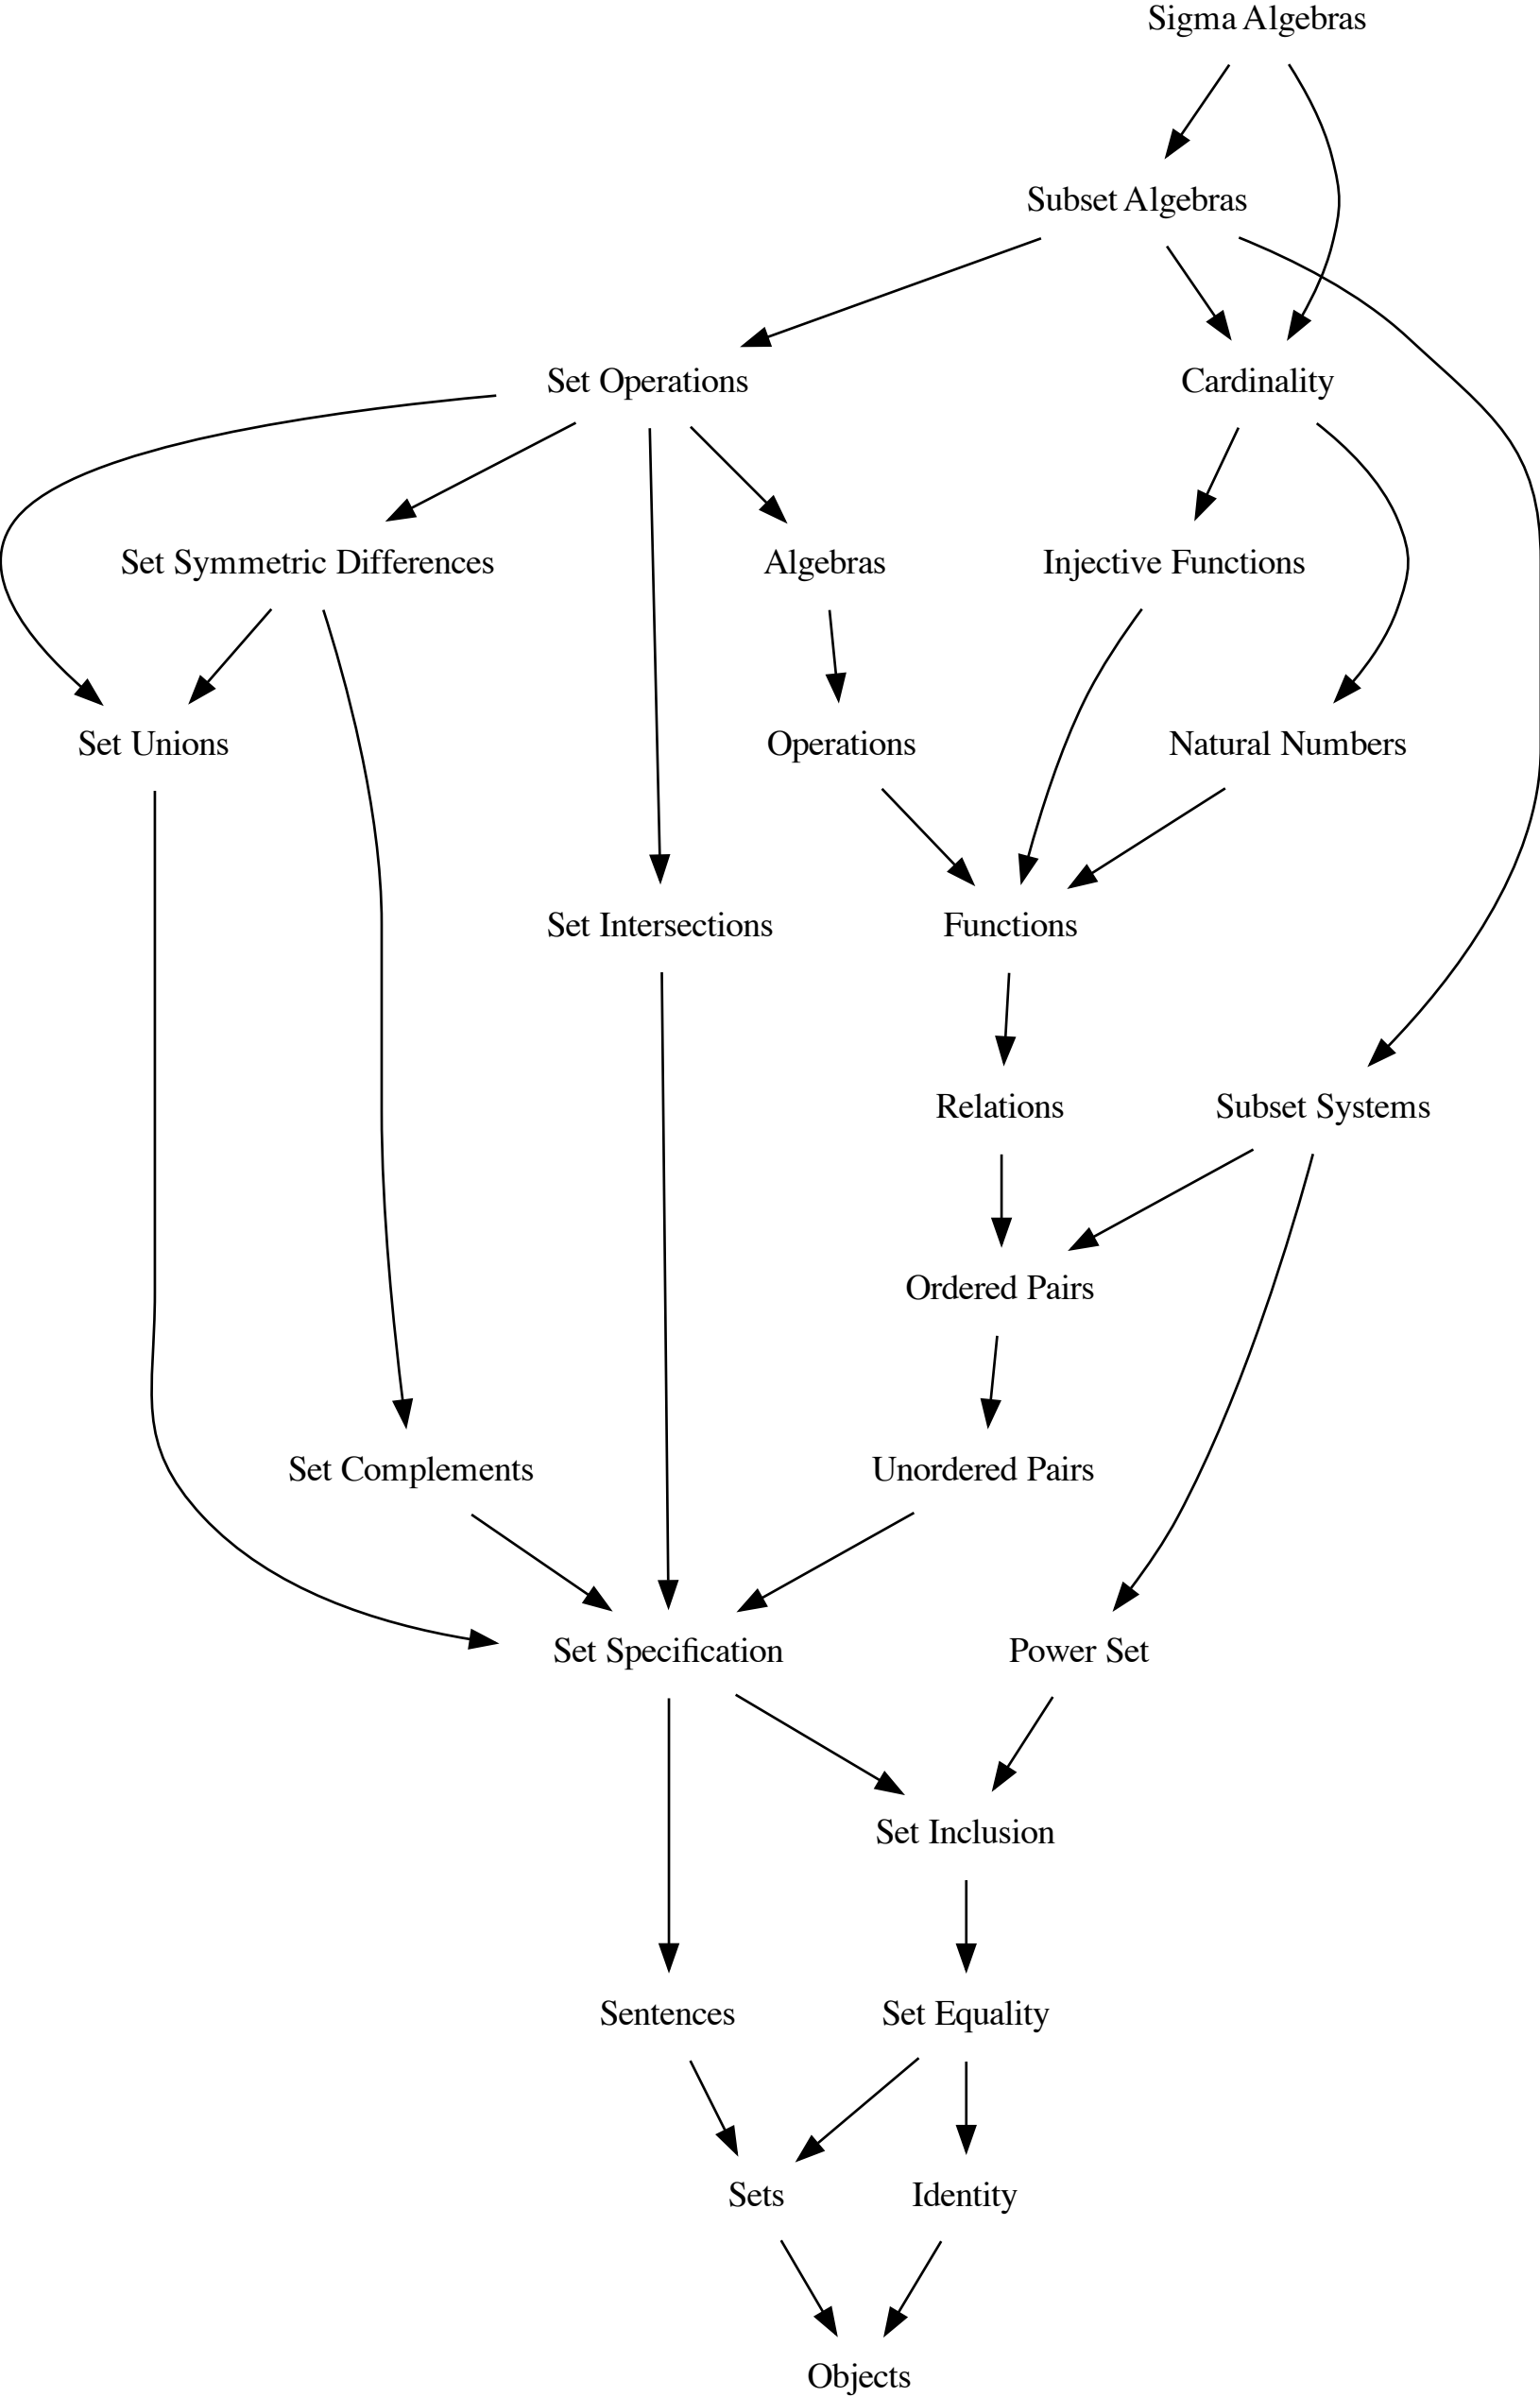 Sigma Algebras
Subset Algebras
Set Operations
Cardinality
Set Symmetric Differences
Algebras
Injective Functions
Set Unions
Operations
Natural Numbers
Set Intersections
Functions
Relations
Subset Systems
Ordered Pairs
Set Complements
Unordered Pairs
Set Specification
Power Set
Set Inclusion
Sentences
Set Equality
Sets
Identity
Objects